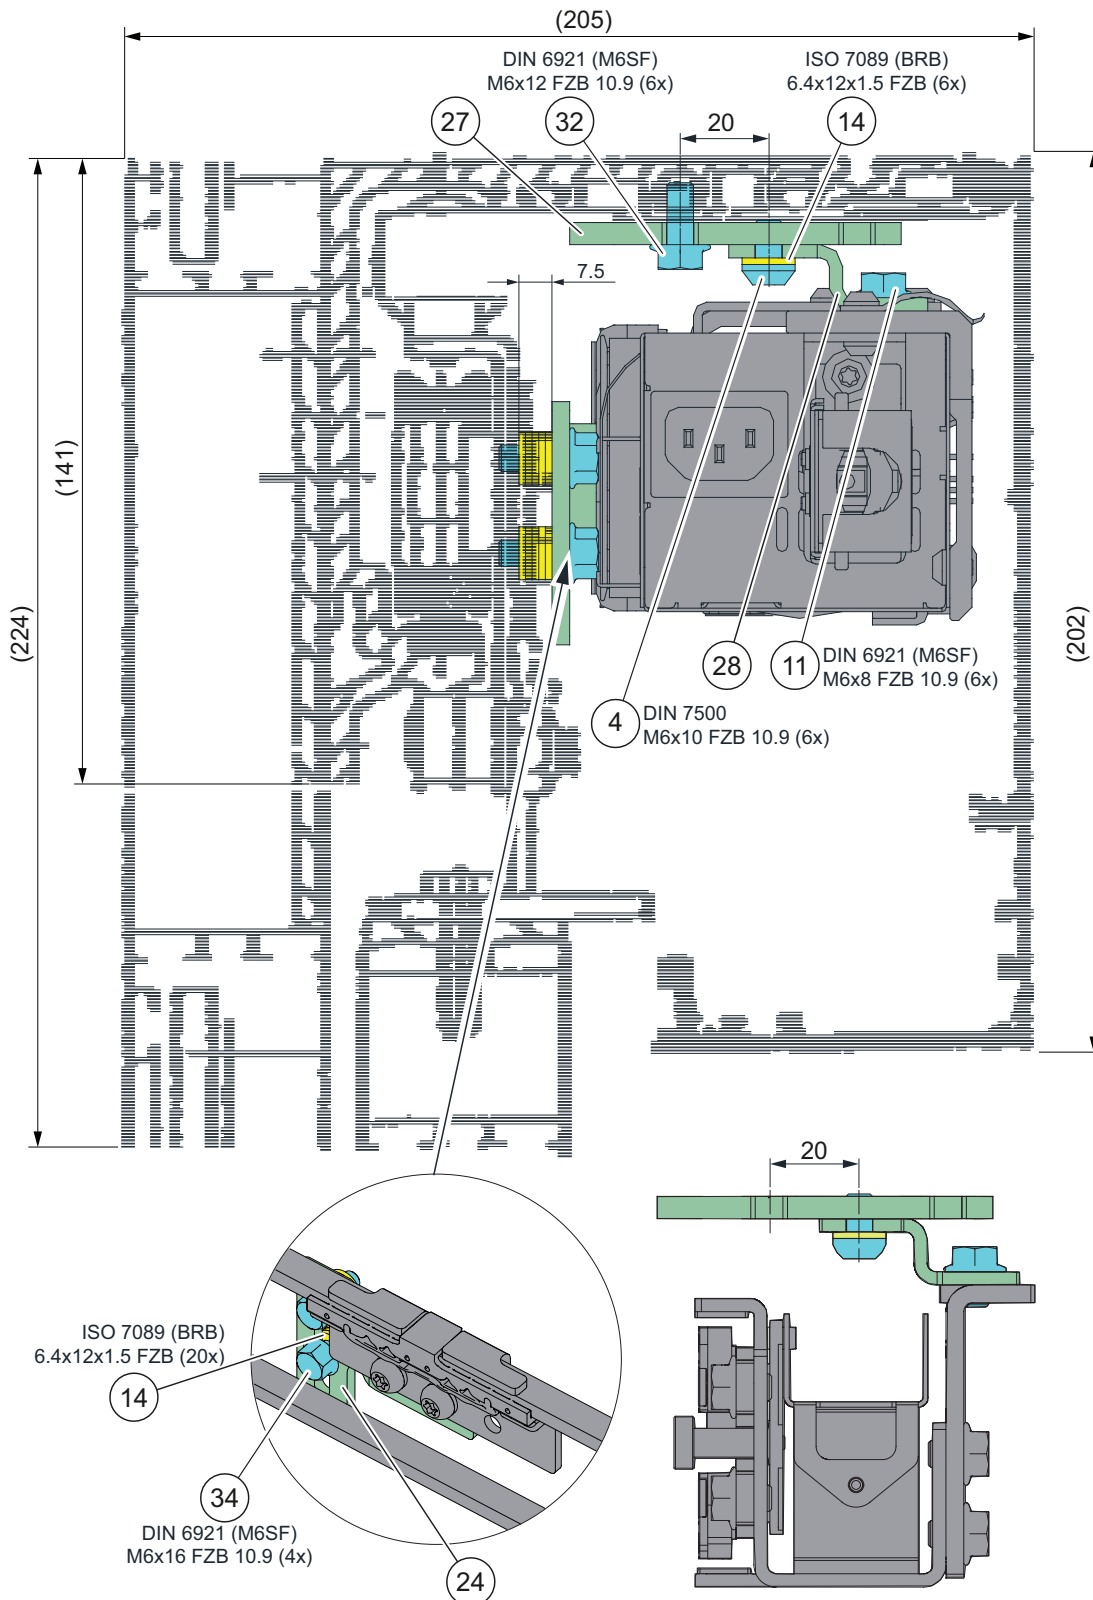 (205)
DIN 6921 (M6SF)
M6x12 FZB 10.9 (6x)
ISO 7089 (BRB)
6.4x12x1.5 FZB (6x)
27
32
20
14
7.5
(141)
(224)
(202)
28
11
DIN 6921 (M6SF)
M6x8 FZB 10.9 (6x)
4
DIN 7500
M6x10 FZB 10.9 (6x)
20
ISO 7089 (BRB)
6.4x12x1.5 FZB (20x)
14
34
DIN 6921 (M6SF)
M6x16 FZB 10.9 (4x)
24